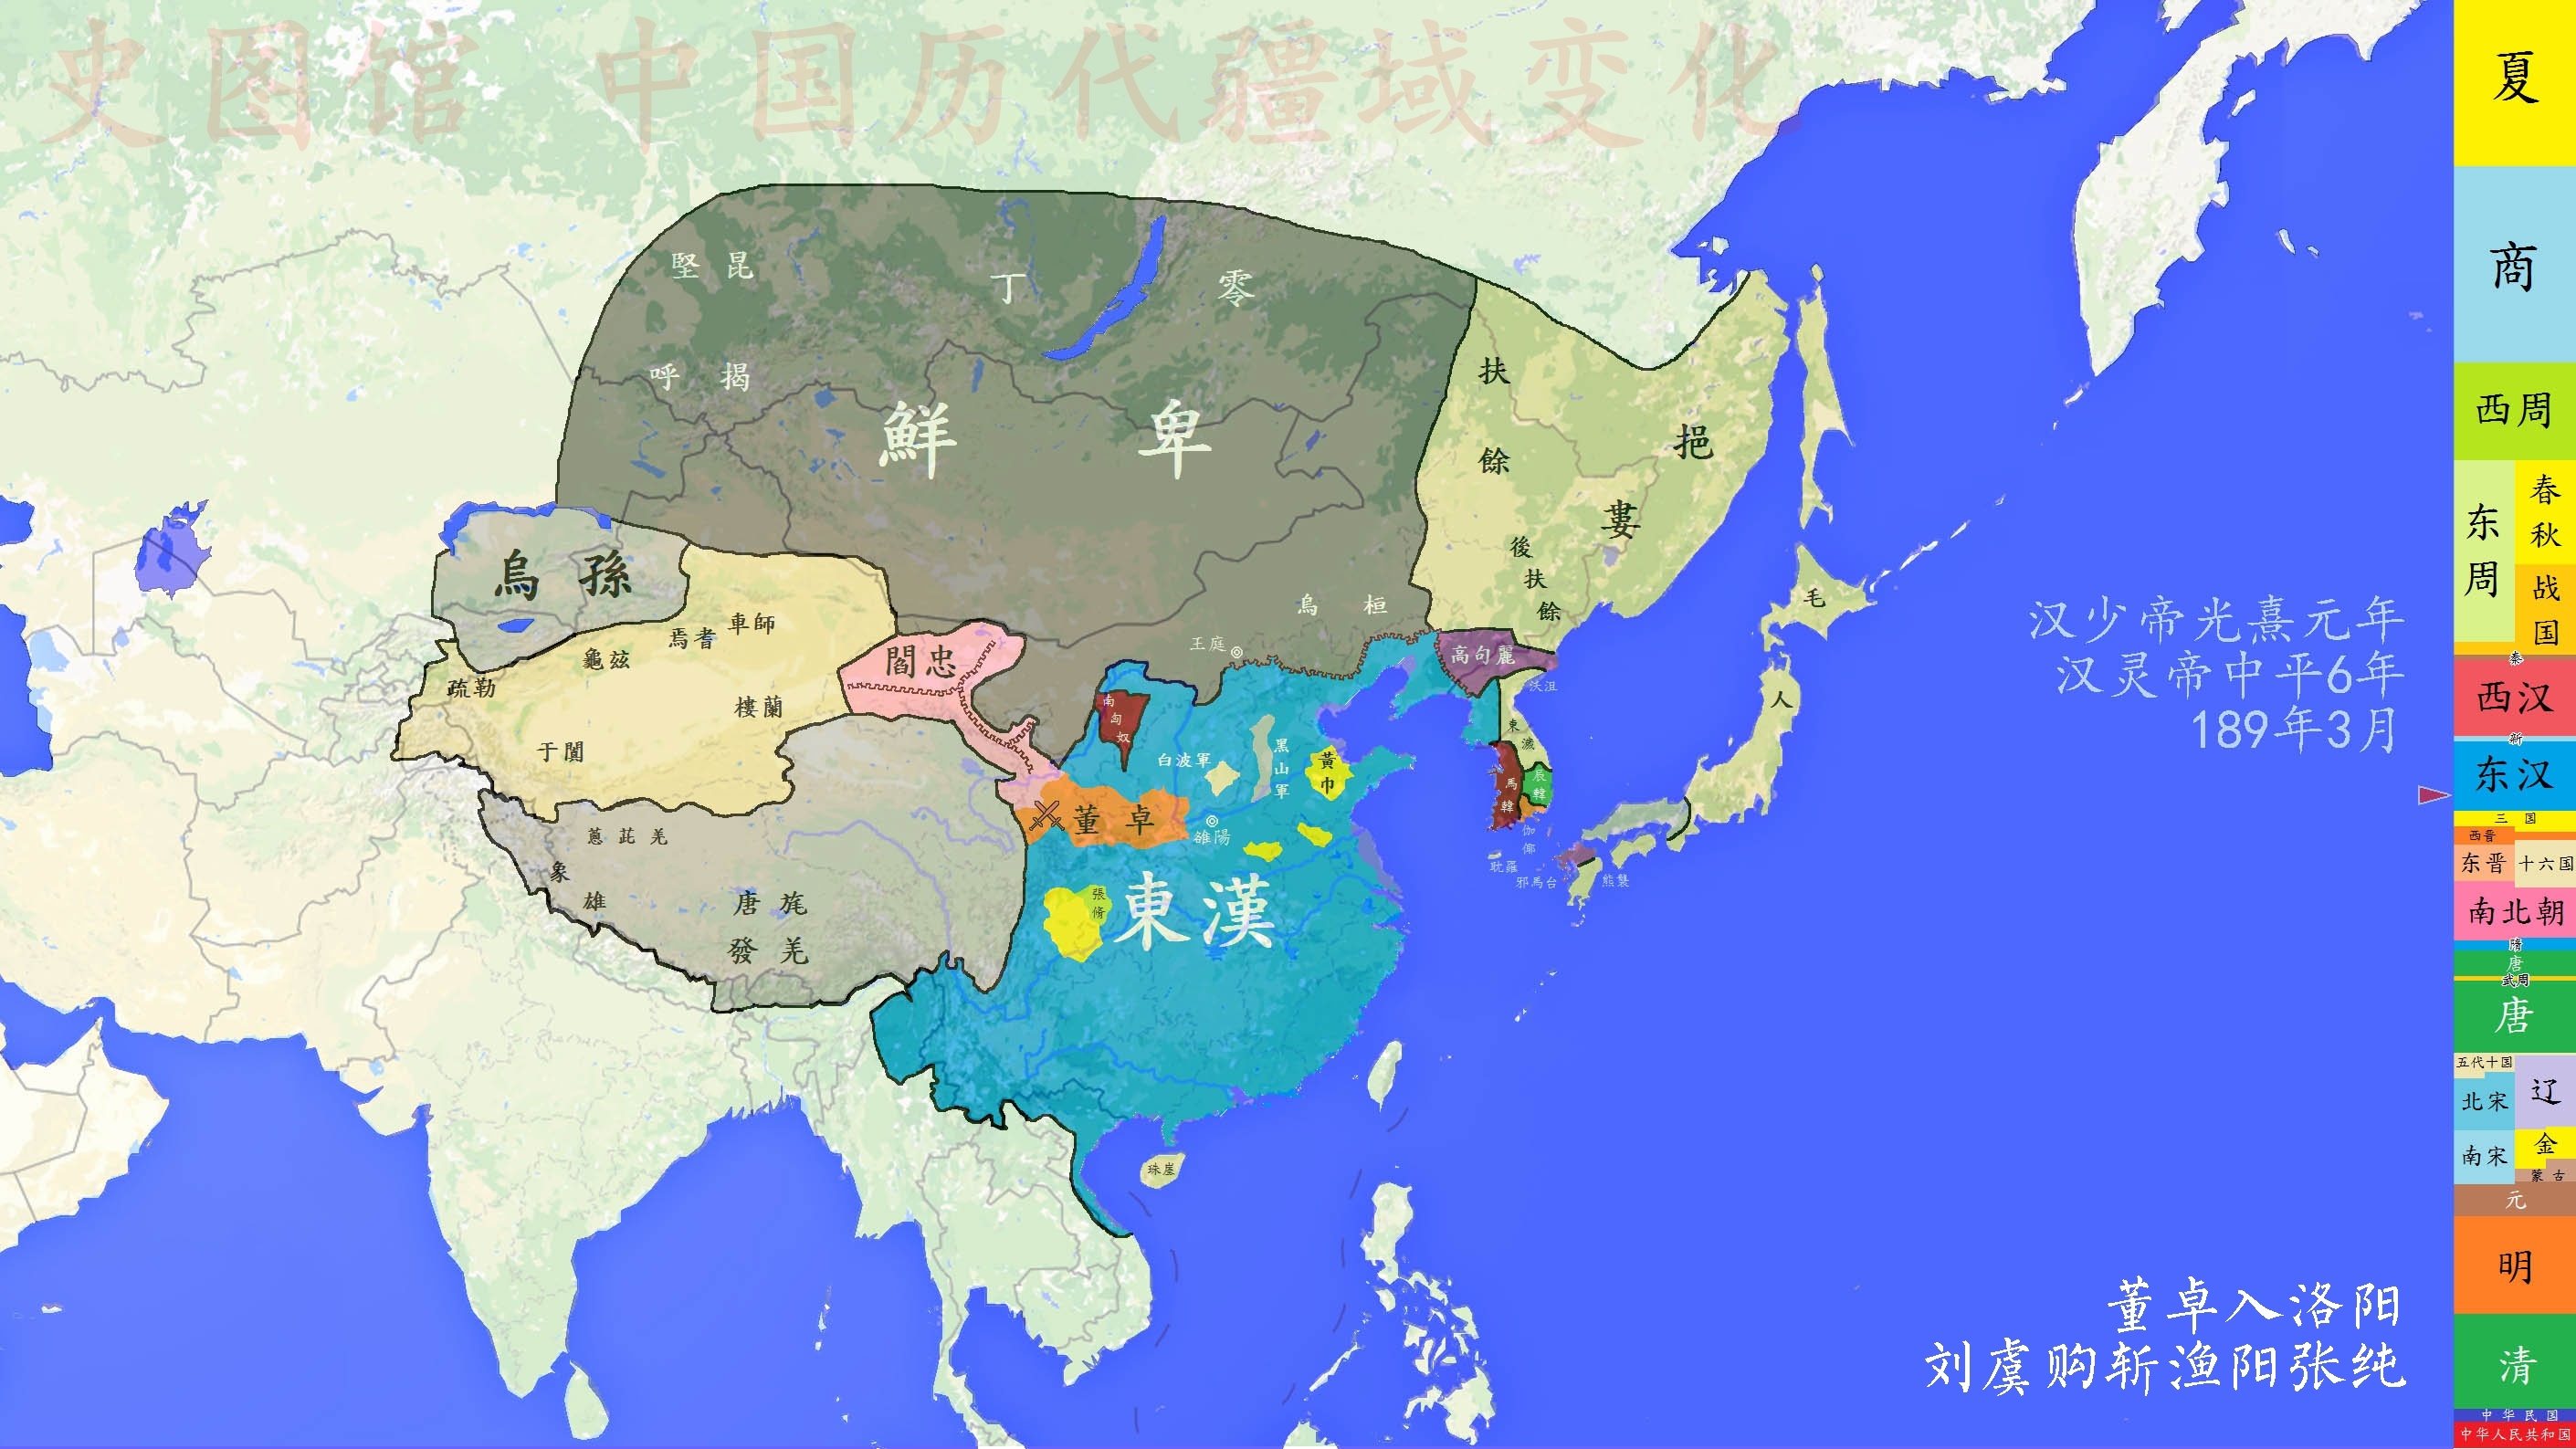 史图馆 中国历代疆域变化
堅昆
丁零
呼揭
鮮卑
扶餘
挹婁
後扶餘
烏孫
焉耆
車師
龜玆
疏勒
樓蘭
于闐
閻忠
王庭
烏桓
高句麗
沃沮
東濊
南匈奴
白波軍
黑山軍
黃巾
董卓
雒陽
馬韓
辰韓
伽倻
耽羅
邪馬台
熊襲
毛
人
蔥茈羌
象雄
唐旄
發羌
張脩
東漢
珠崖
汉少帝光熹元年
汉灵帝中平6年
189年3月
董卓入洛阳
刘虞购斩渔阳张纯
夏
商
西周
东周
春秋
战国
秦
西汉
新
东汉
三国
西晋
东晋
十六国
南北朝
隋
唐
武周
唐
五代十国
辽
北宋
南宋
金
蒙古
元
明
清
中华民国
中华人民共和国